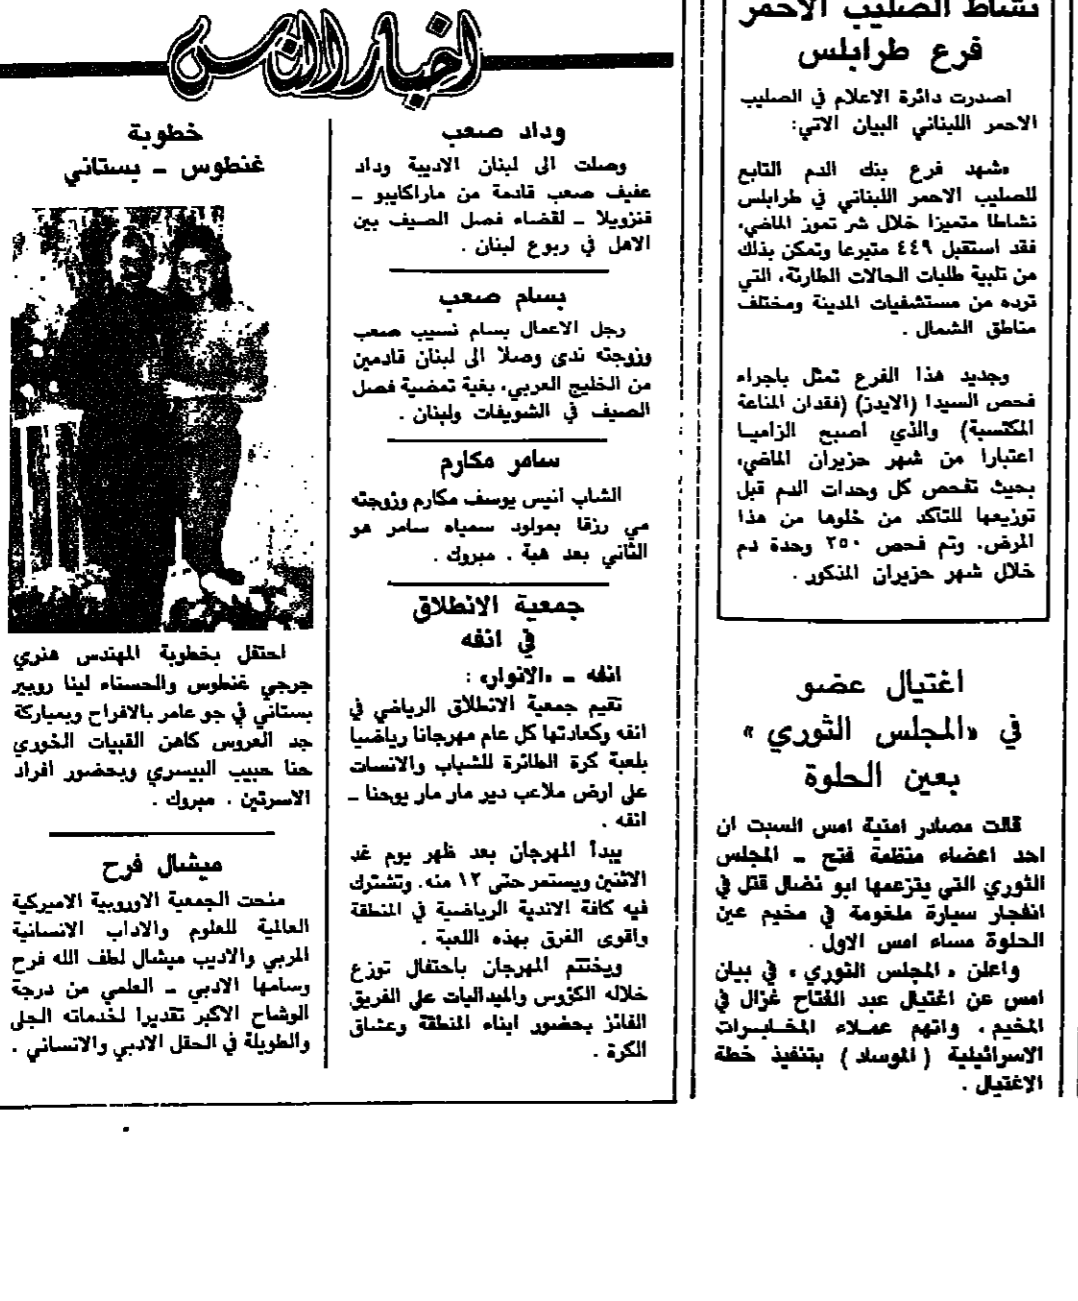 نشاط الصليب الاحمر
فرع طرابلس
اصدرت دائرة الاعلام في الصليب
الاحمر اللبناني البيان الاتي:
«شهد فرع بنك الدم التابع
للصليب الاحمر اللبناني في طرابلس
نشاطا متميزا خلال شر تموز الماضي،
فقد استقبل ٤٤٩ متبرعا وتمكن بذلك
من تلبية طلبات الحالات الطارئة، التي
ترده من مستشفيات المدينة ومختلف
مناطق الشمال .
وجديد هذا الفرع تمثل باجراء
فحص السيدا (الايدز) (فقدان المناعة
المكتسبة) والذي اصبح الزاميا
اعتبارا من شهر حزيران الماضي،
بحيث تفحص كل وحدات الدم قبل
توزيعها للتاكد من خلوها من هذا
المرض. وتم فحص ٢٥٠ وحدة دم
خلال شهر حزيران المذكور .
اغتيال عضو
في «المجلس الثوري »
بعين الحلوة
قالت مصادر امنية امس السبت ان
احد اعضاء منظمة فتح ـ المجلس
الثوري التي يتزعمها ابو نضال قتل في
انفجار سيارة ملغومة في مخيم عين
الحلوة مساء امس الاول .
واعلن « المجلس الثوري » في بيان
امس عن اغتيال عبد الفتاح غزال في
المخيم . واتهم عملاء المخابرات
الاسرائيلية ( الموساد ) بتنفيذ خطة
الاغتيال .
اخبار الناس
وداد صعب
وصلت الى لبنان الاديبة وداد
عفيف صعب قادمة من ماراكايبو ـ
فنزويلا ـ لقضاء فصل الصيف بين
الاهل في ربوع لبنان .
بسام صعب
رجل الاعمال بسام نسيب صعب
وزوجته ندى وصلا الى لبنان قادمين
من الخليج العربي، بغية تمضية فصل
الصيف في الشويفات ولبنان .
سامر مكارم
الشاب انيس يوسف مكارم وزوجته
مي رزقا بمولود سمياه سامر هو
الثاني بعد هبة . مبروك .
جمعية الانطلاق
في انفه
انفه ـ «الانوار» :
تقيم جمعية الانطلاق الرياضي في
انفه وكعادتها كل عام مهرجانا رياضيا
بلعبة كرة الطائرة للشباب والانسات
على ارض ملاعب دير مار مار يوحنا ـ
انفه .
يبدأ المهرجان بعد ظهر يوم غد
الاثنين ويستمر حتى ١٢ منه. وتشترك
فيه كافة الاندية الرياضية في المنطقة
واقوى الفرق بهذه اللعبة .
ويختتم المهرجان باحتفال توزع
خلاله الكؤوس والميداليات على الفريق
الفائز بحضور ابناء المنطقة وعشاق
الكرة .
خطوبة
غنطوس ـ بستاني
احتفل بخطوبة المهندس هنري
جرجي غنطوس والحسناء لينا روبير
بستاني في جو عامر بالافراح وبمباركة
جد العروس كاهن القبيات الخوري
حنا حبيب البيسري وبحضور افراد
الاسرتين . مبروك .
ميشال فرح
منحت الجمعية الاوروبية الاميركية
العالمية للعلوم والاداب الانسانية
المربي والاديب ميشال لطف الله فرح
وسامها الادبي ـ العلمي من درجة
الوشاح الاكبر تقديرا لخدماته الجلى
والطويلة في الحقل الادبي والانساني .